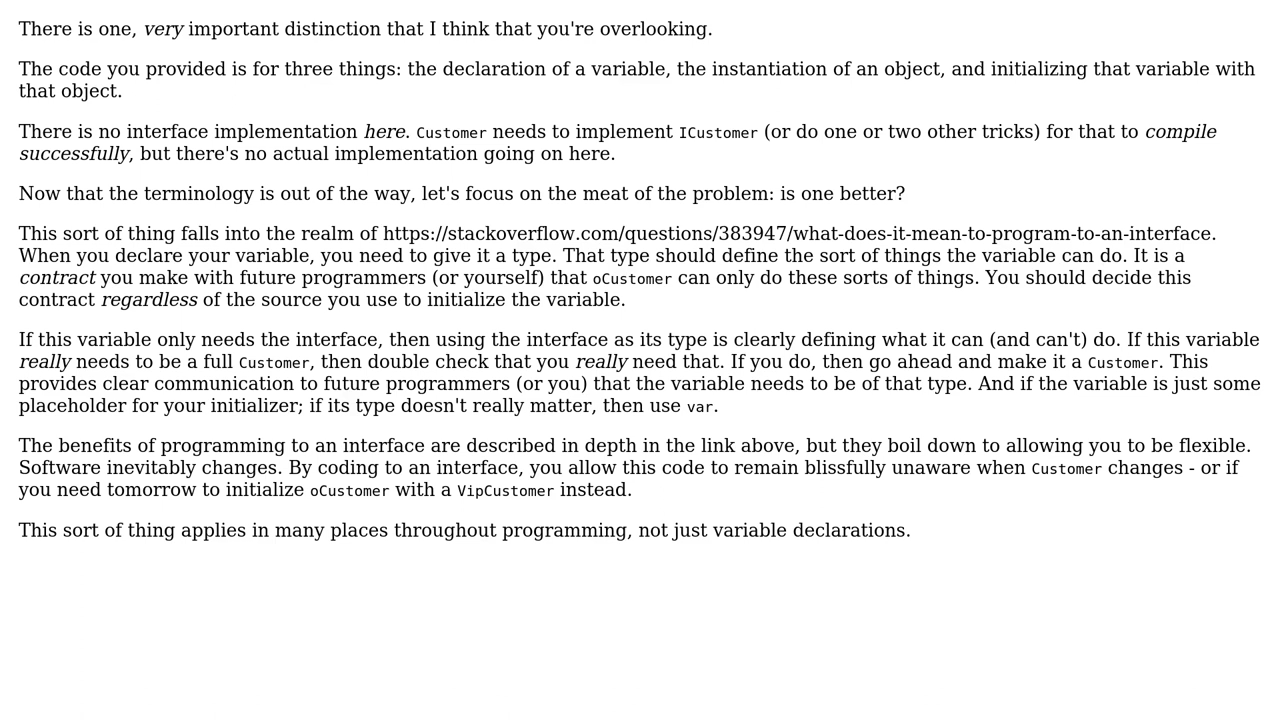 There is one, very important distinction that I think that you're overlooking.
The code you provided is for three things: the declaration of a variable, the instantiation of an object, and initializing that variable with
that object.
There is no interface implementation here. Customer needs to implement ICustomer (or do one or two other tricks) for that to compile
successfully, but there's no actual implementation going on here.
Now that the terminology is out of the way, let's focus on the meat of the problem: is one better?
This sort of thing falls into the realm of https://stackoverflow.com/questions/383947/what-does-it-mean-to-program-to-an-interface.
When you declare your variable, you need to give it a type. That type should define the sort of things the variable can do. It is a
contract you make with future programmers (or yourself) that oCustomer can only do these sorts of things. You should decide this
contract regardless of the source you use to initialize the variable.
If this variable only needs the interface, then using the interface as its type is clearly defining what it can (and can't) do. If this variable
really needs to be a full Customer, then double check that you really need that. If you do, then go ahead and make it a Customer. This
provides clear communication to future programmers (or you) that the variable needs to be of that type. And if the variable is just some
placeholder for your initializer; if its type doesn't really matter, then use var.
The benefits of programming to an interface are described in depth in the link above, but they boil down to allowing you to be flexible.
Software inevitably changes. By coding to an interface, you allow this code to remain blissfully unaware when Customer changes - or if
you need tomorrow to initialize oCustomer with a VipCustomer instead.
This sort of thing applies in many places throughout programming, not just variable declarations.